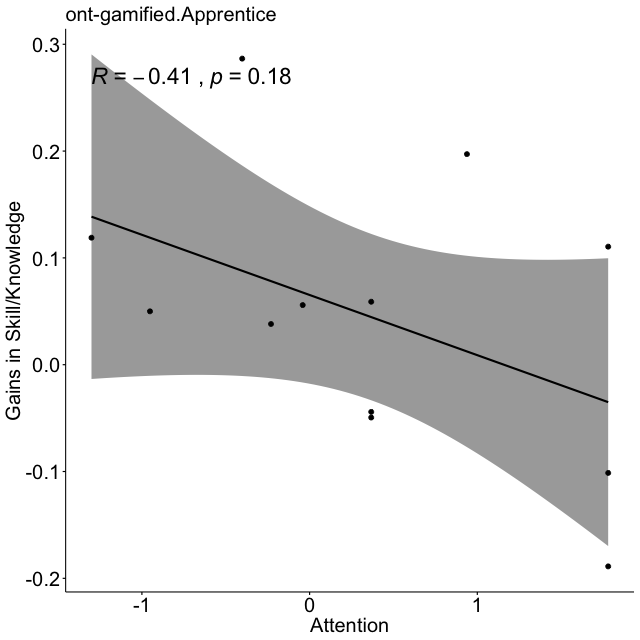 ont-gamified.Apprentice
R = −0.41 , p = 0.18
0.3
0.2
0.1
0.0
-0.1
-0.2
Gains in Skill/Knowledge
-1 0 1
Attention